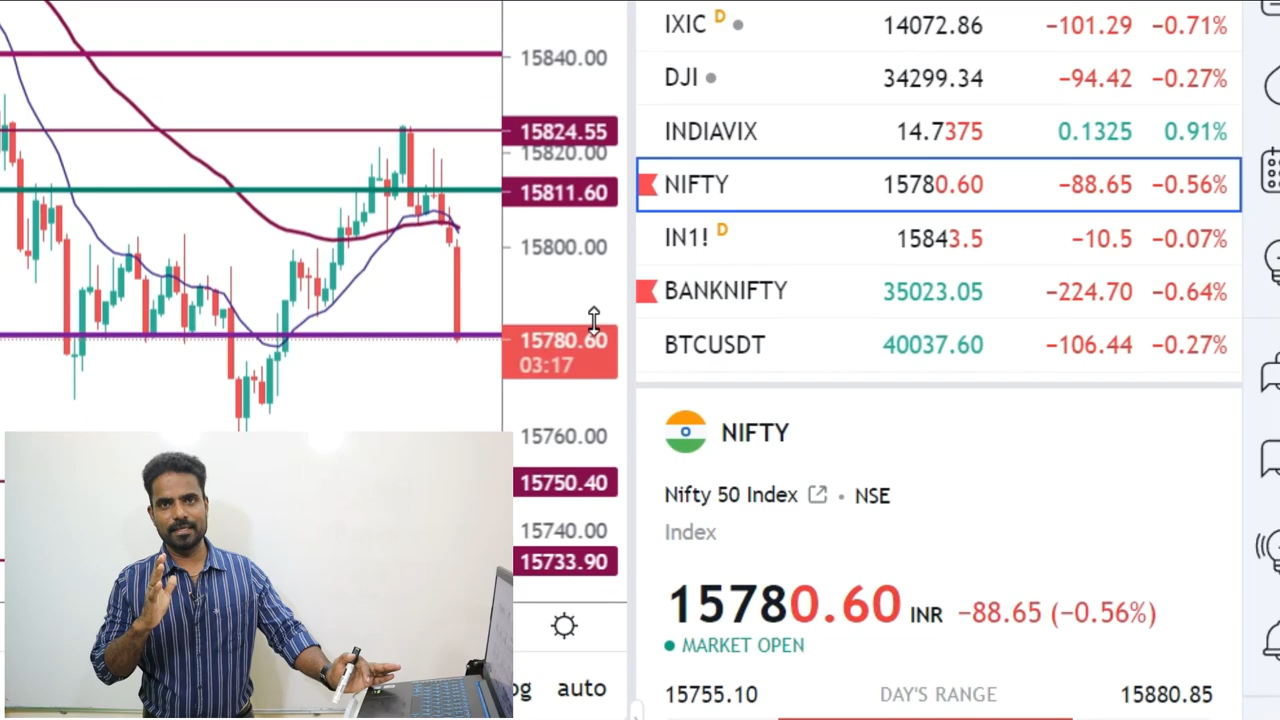 15840.00
15824.55
15820.00
15811.60
15800.00
15780.60
03:17
15760.00
15750.40
15740.00
15733.90
auto
IXIC D 14072.86 −101.29 −0.71%
DJI 34299.34 −94.42 −0.27%
INDIAVIX 14.7375 0.1325 0.91%
NIFTY 15780.60 −88.65 −0.56%
IN1! D 15843.5 −10.5 −0.07%
BANKNIFTY 35023.05 −224.70 −0.64%
BTCUSDT 40037.60 −106.44 −0.27%
NIFTY
Nifty 50 Index • NSE
Index
15780.60 INR −88.65 (−0.56%)
MARKET OPEN
15755.10 DAY'S RANGE 15880.85